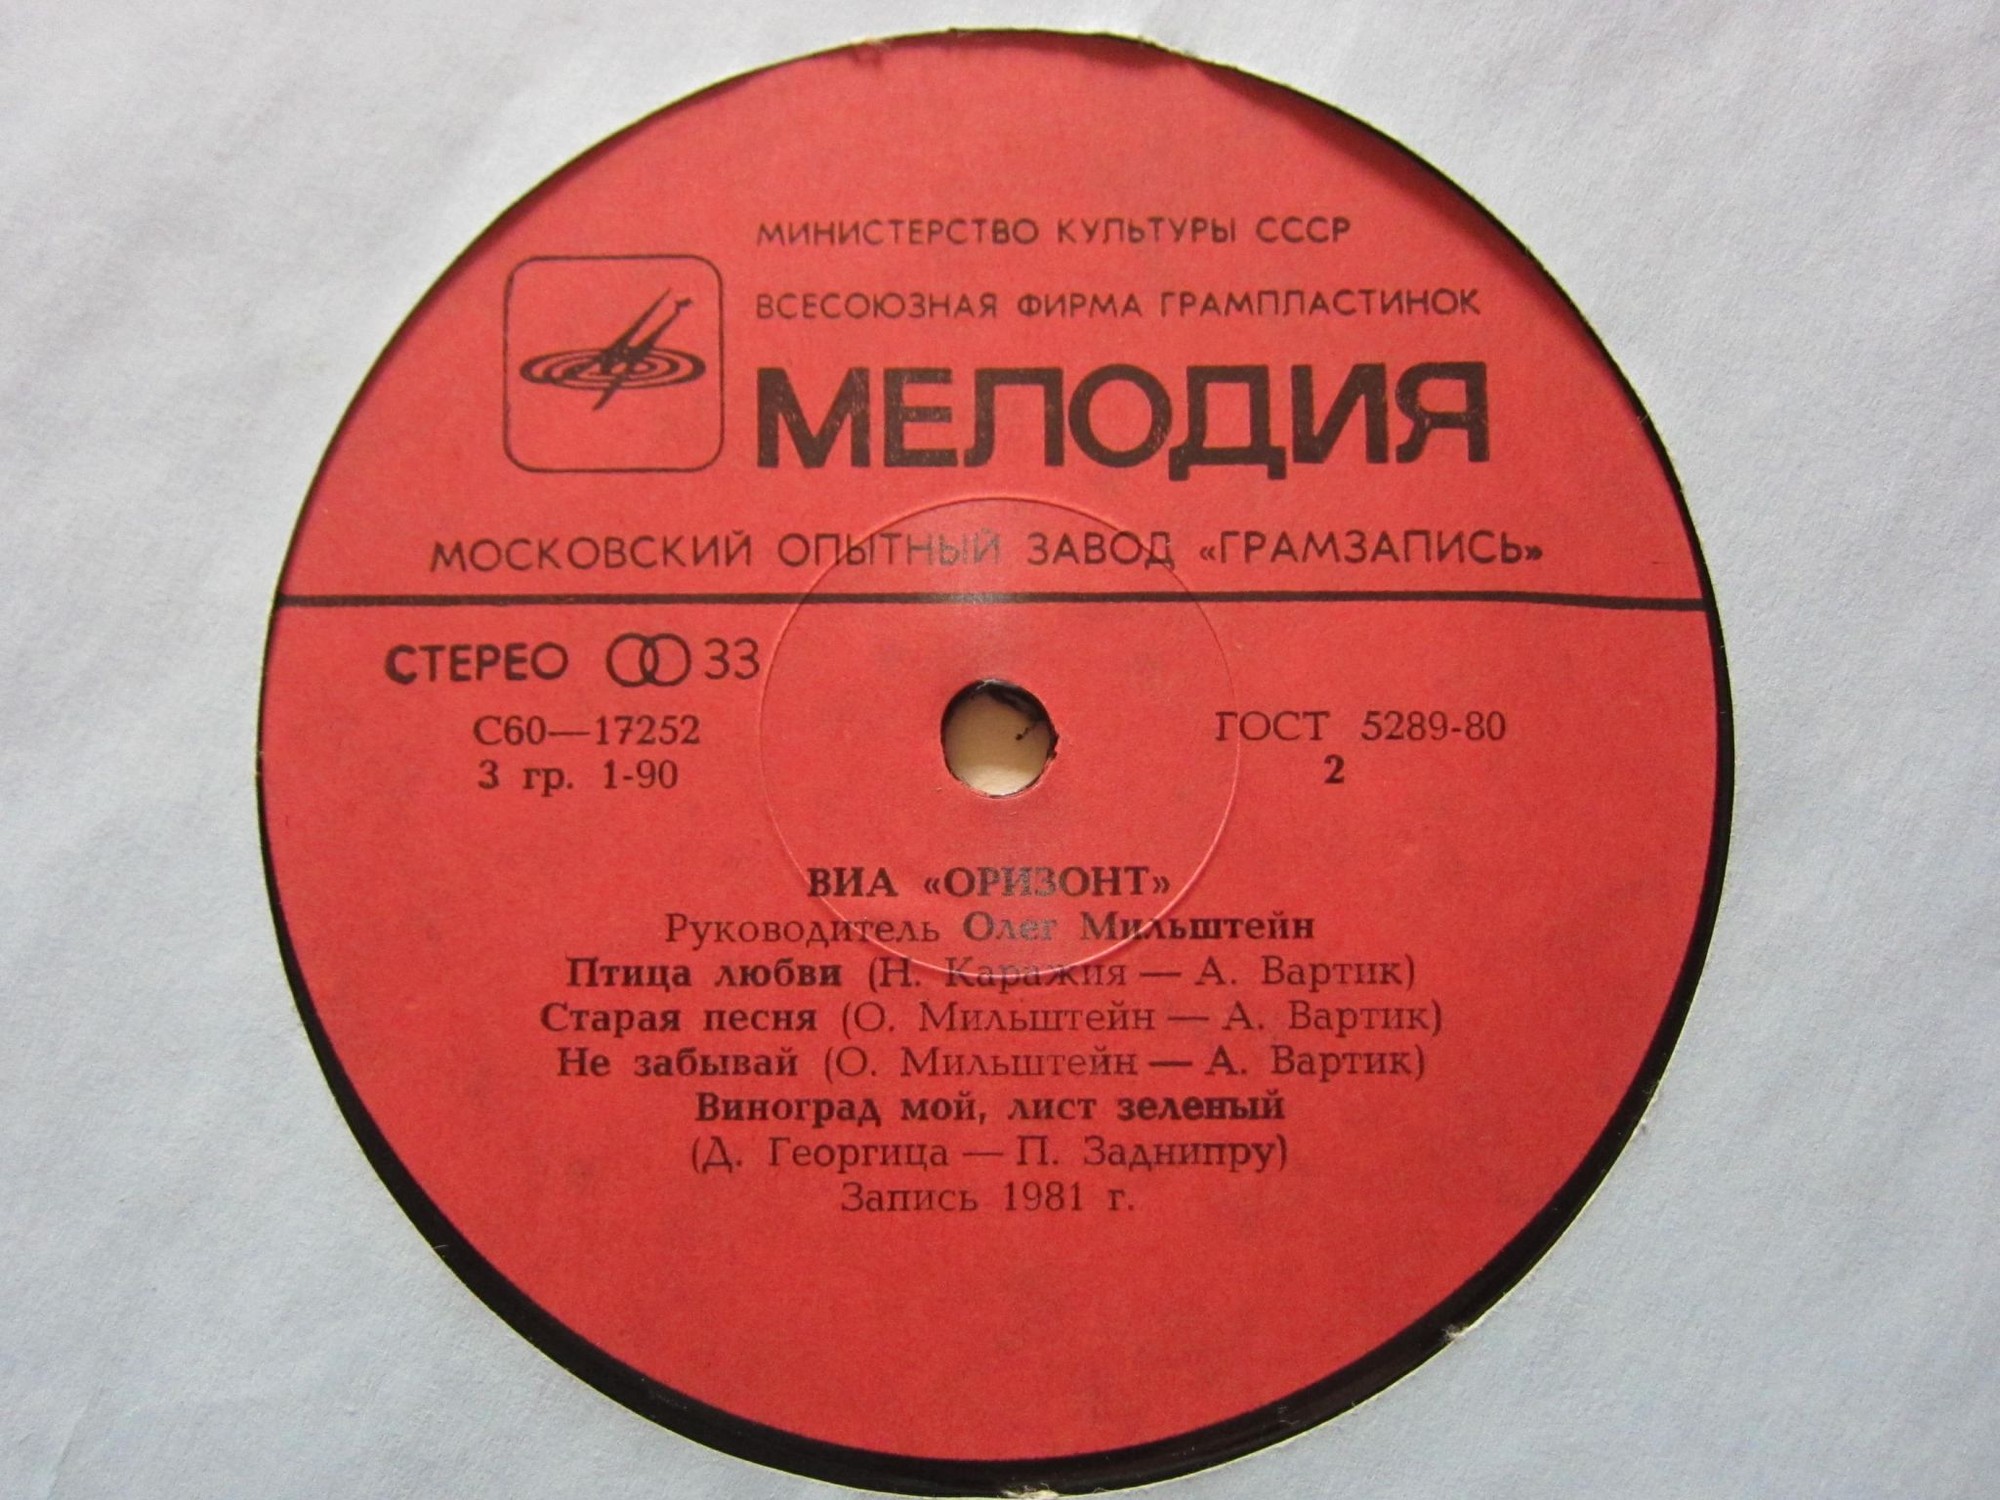 МИНИСТЕРСТВО КУЛЬТУРЫ СССР
ВСЕСОЮЗНАЯ ФИРМА ГРАМПЛАСТИНОК
МЕЛОДИЯ
МОСКОВСКИЙ ОПЫТНЫЙ ЗАВОД «ГРАМЗАПИСЬ»
СТЕРЕО 33
С60—17252
3 гр. 1-90
ГОСТ 5289-80
2
ВИА «ОРИЗОНТ»
Руководитель Олег Мильштейн
Птица любви (Н. Каражия — А. Вартик)
Старая песня (О. Мильштейн — А. Вартик)
Не забывай (О. Мильштейн — А. Вартик)
Виноград мой, лист зеленый
(Д. Георгица — П. Заднипру)
Запись 1981 г.